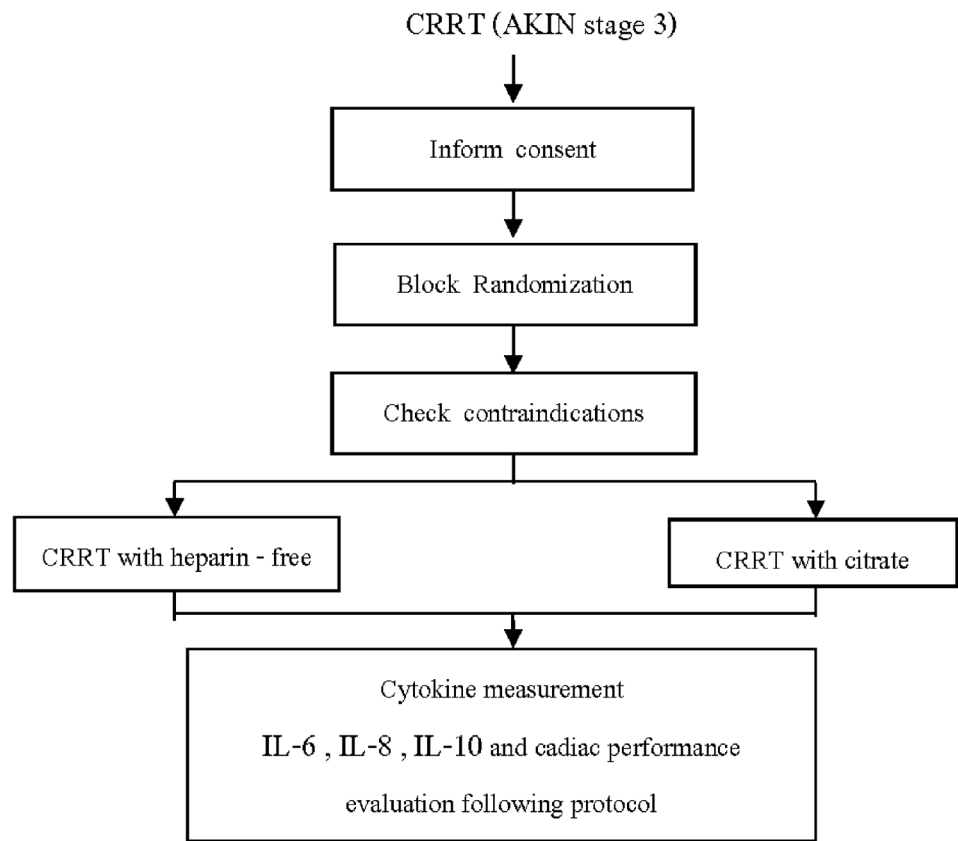 CRRT (AKIN stage 3)
Inform consent
Block Randomization
Check contraindications
CRRT with heparin - free
CRRT with citrate
Cytokine measurement
IL-6 , IL-8 , IL-10 and cadiac performance
evaluation following protocol